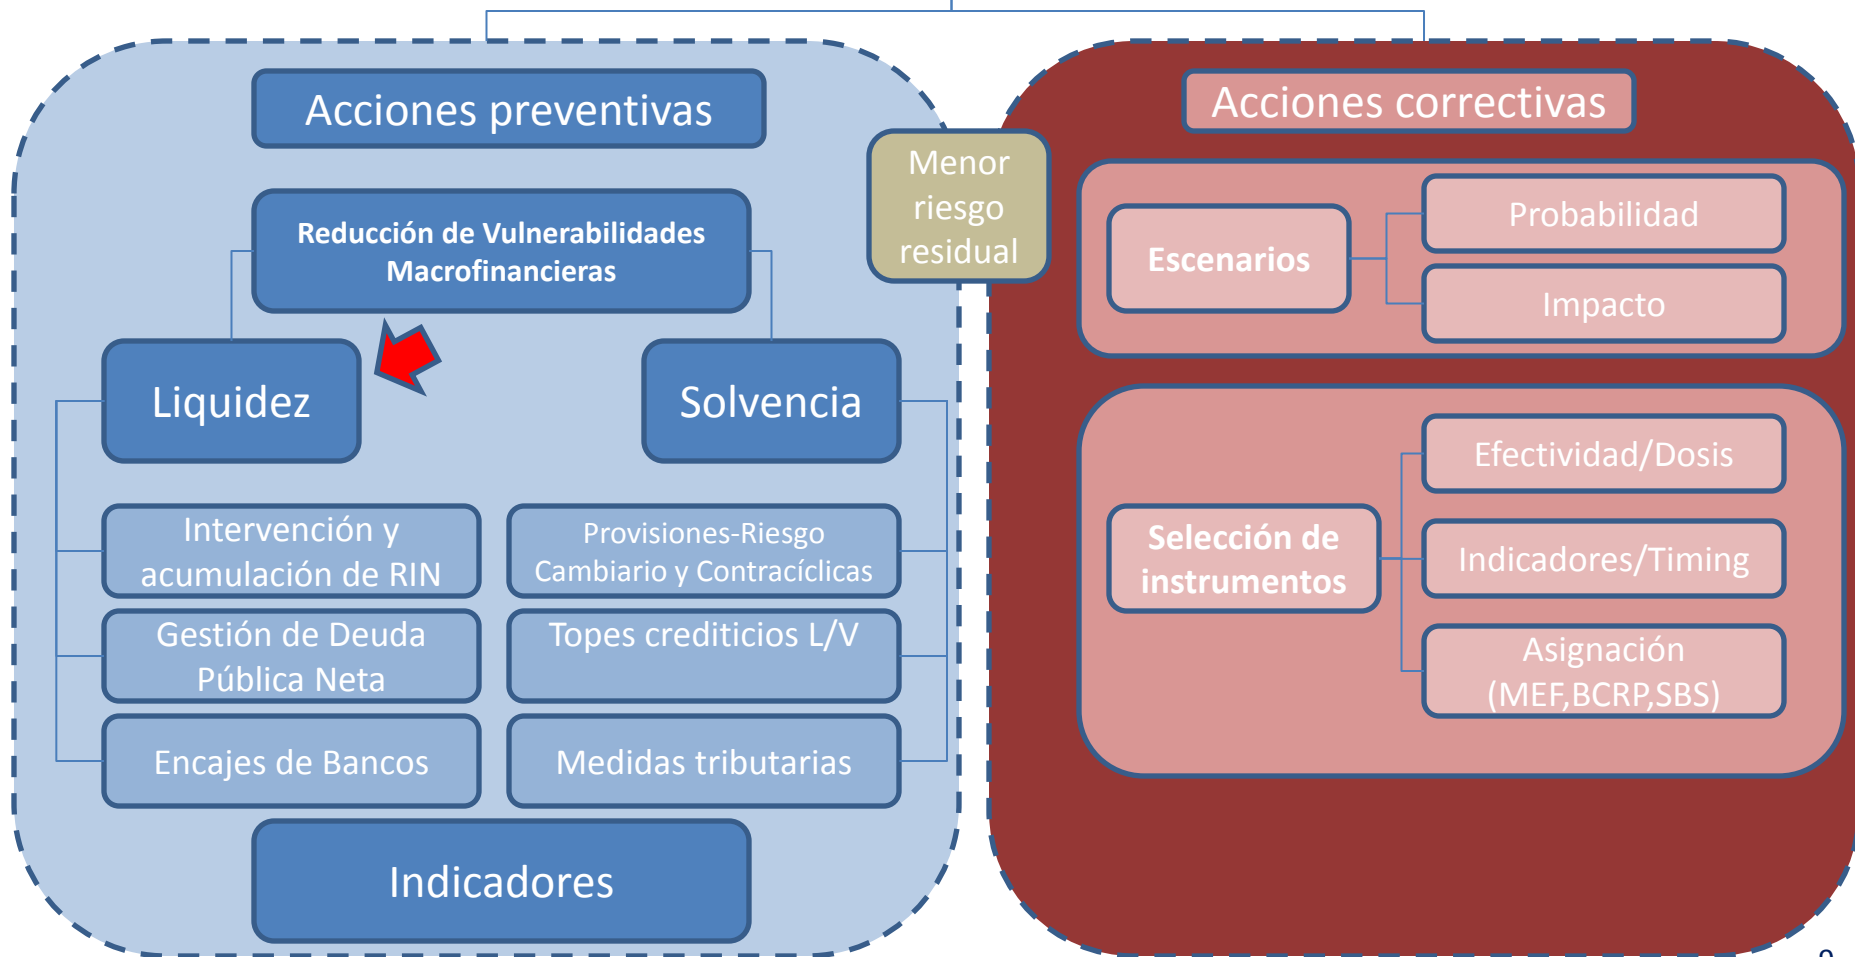 Acciones preventivas
Reducción de Vulnerabilidades
Macrofinancieras
Liquidez
Solvencia
Intervención y
acumulación de RIN
Provisiones-Riesgo
Cambiario y Contracíclicas
Gestión de Deuda
Pública Neta
Topes crediticios L/V
Encajes de Bancos
Medidas tributarias
Indicadores
Menor
riesgo
residual
Acciones correctivas
Escenarios
Probabilidad
Impacto
Selección de
instrumentos
Efectividad/Dosis
Indicadores/Timing
Asignación
(MEF,BCRP,SBS)